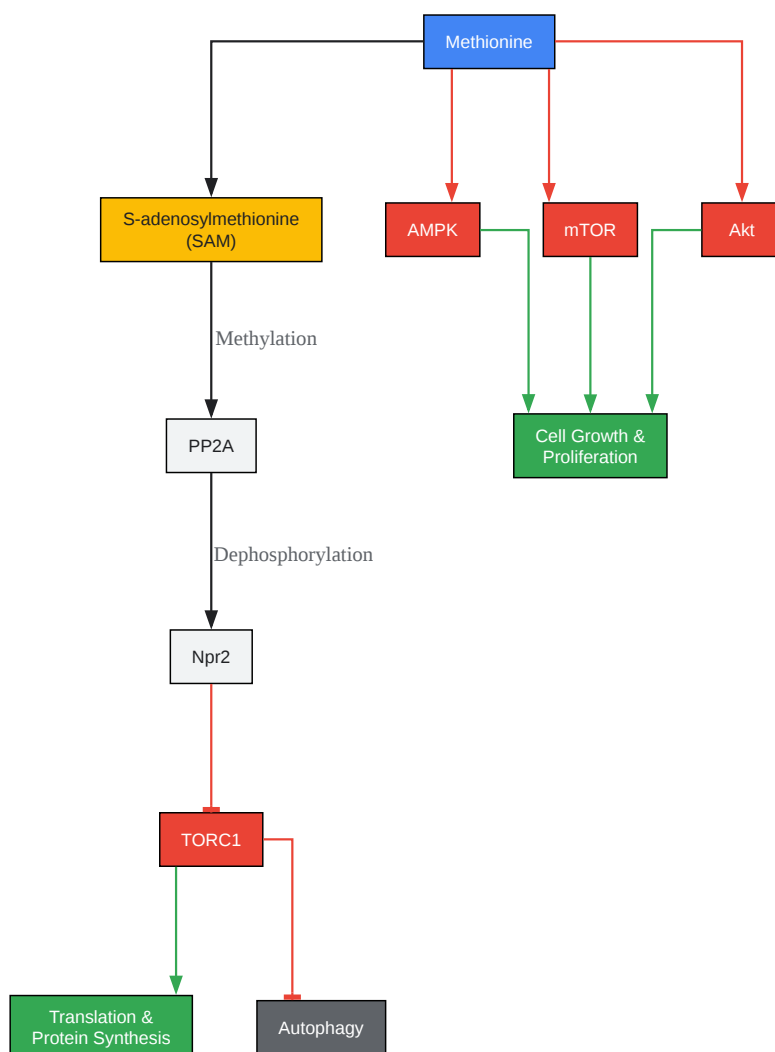 Methionine
S-adenosylmethionine
(SAM)
AMPK
mTOR
Akt
Methylation
PP2A
Cell Growth &
Proliferation
Dephosphorylation
Npr2
TORC1
Translation &
Protein Synthesis
Autophagy